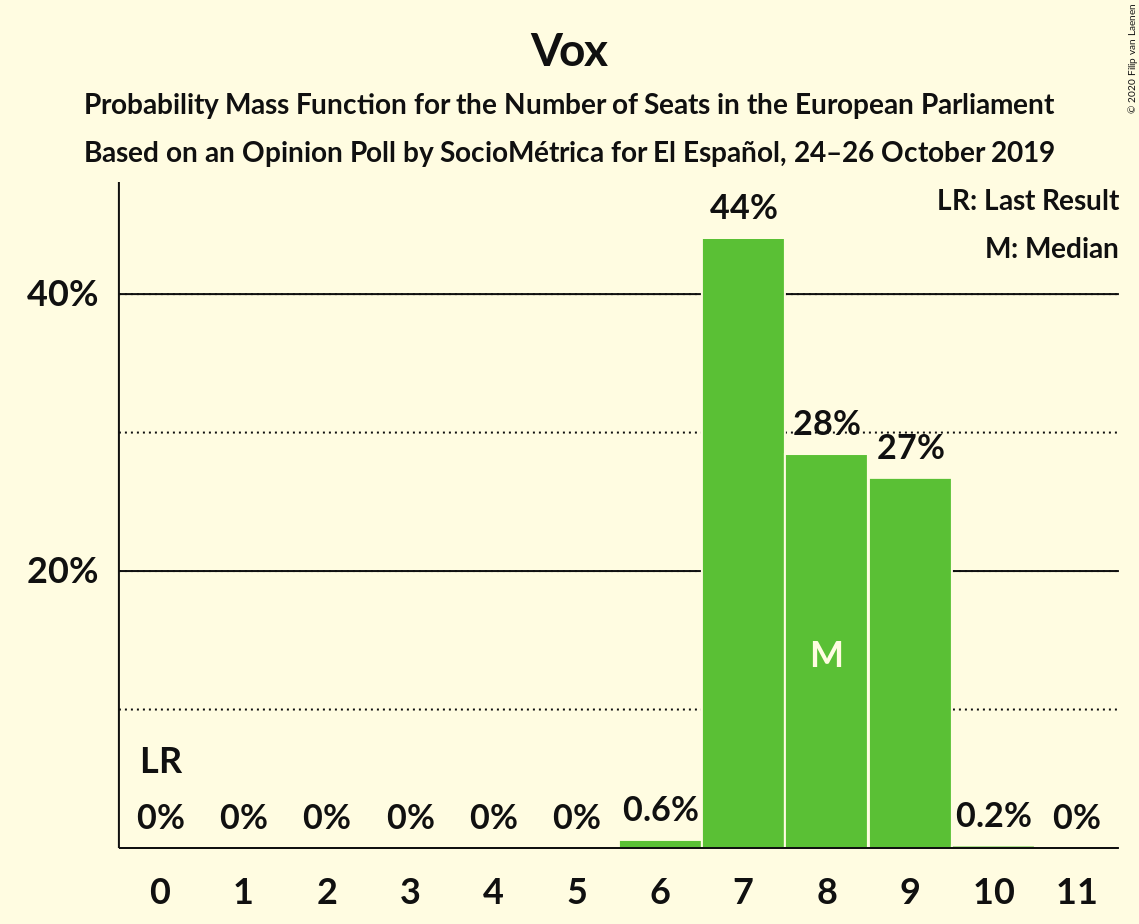 Vox
Probability Mass Function for the Number of Seats in the European Parliament
Based on an Opinion Poll by SocioMétrica for El Español, 24–26 October 2019
© 2020 Filip van Laenen
LR: Last Result
M: Median
44%
40%
28%
27%
20%
M
LR
0% 0% 0% 0% 0% 0% 0.6% 0.2% 0%
0 1 2 3 4 5 6 7 8 9 10 11